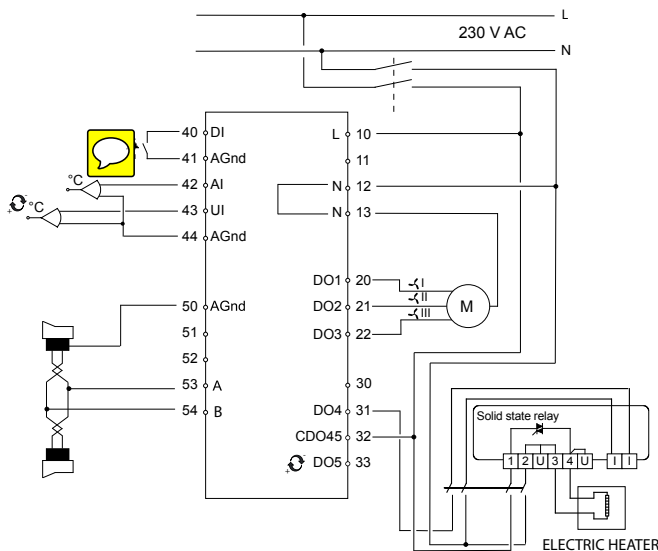 L
230 V AC
N
40 DI
41 AGnd
°C
42 AI
°C
43 UI
44 AGnd
50 AGnd
51
52
53 A
54 B
L 10
11
N 12
N 13
DO1 20
DO2 21
DO3 22
I
II
III
M
30
DO4 31
CDO45 32
DO5 33
Solid state relay
1 2 U 3 4 U I I
ELECTRIC HEATER